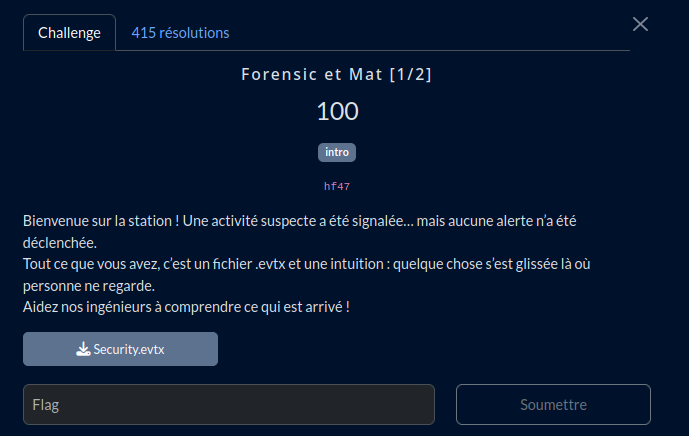 Challenge
415 résolutions
Forensic et Mat [1/2]
100
intro
hf47
Bienvenue sur la station ! Une activité suspecte a été signalée… mais aucune alerte n’a été
déclenchée.
Tout ce que vous avez, c’est un fichier .evtx et une intuition : quelque chose s’est glissée là où
personne ne regarde.
Aidez nos ingénieurs à comprendre ce qui est arrivé !
Security.evtx
Flag
Soumettre